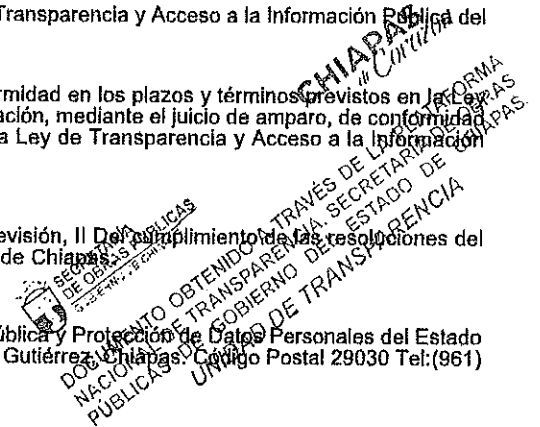 Transparencia y Acceso a la Información Pública del
CHIAPAS
de Corazón
rmidad en los plazos y términos previstos en la Ley
ación, mediante el juicio de amparo, de conformidad
a Ley de Transparencia y Acceso a la Información
evisión, II Del cumplimiento de las resoluciones del
de Chiapas.
SECRETARÍA
DE OBRAS PÚBLICAS
DOCUMENTO OBTENIDO A TRAVÉS DE LA PLATAFORMA
NACIONAL DE TRANSPARENCIA. SECRETARIA DE OBRAS
PÚBLICAS DE GOBIERNO DEL ESTADO DE CHIAPAS.
UNIDAD DE TRANSPARENCIA
ública y Protección de Datos Personales del Estado
Gutiérrez, Chiapas. Código Postal 29030 Tel:(961)